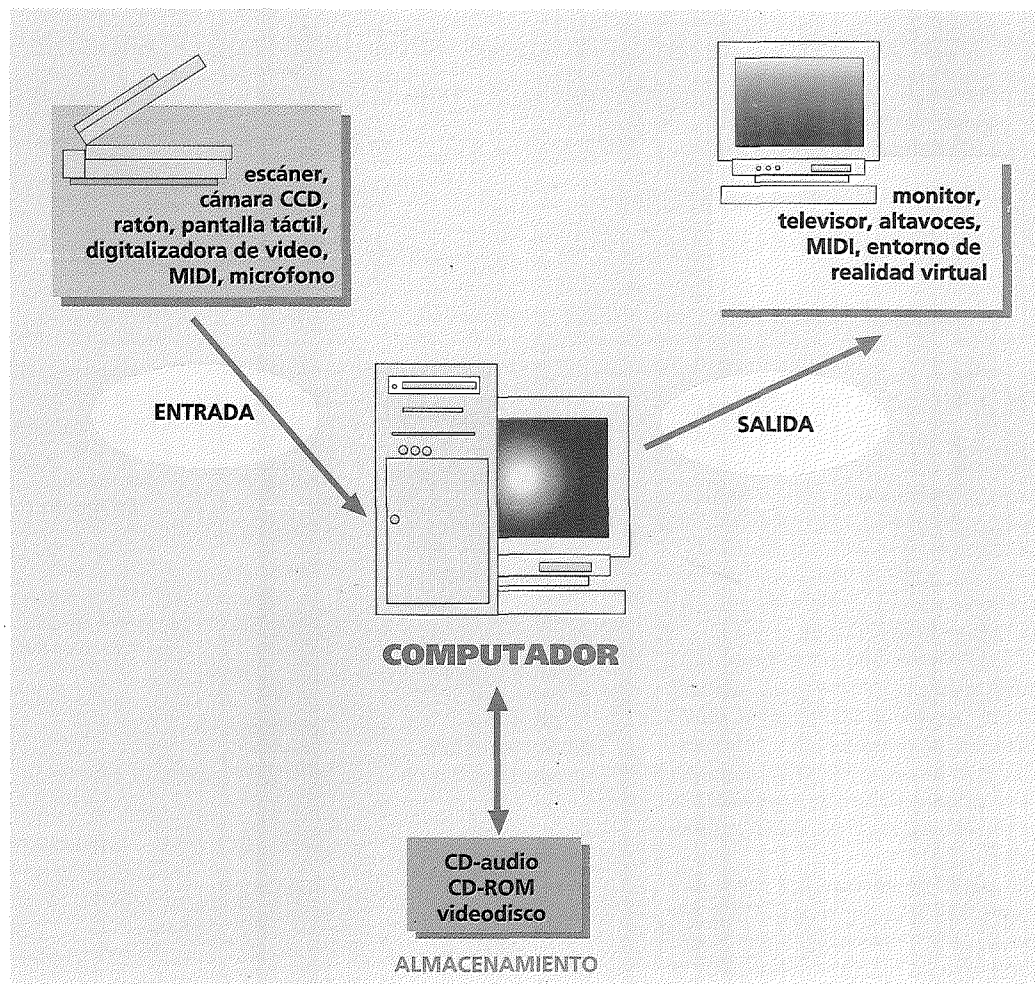 escáner,
cámara CCD,
ratón, pantalla táctil,
digitalizadora de video,
MIDI, micrófono
monitor,
televisor, altavoces,
MIDI, entorno de
realidad virtual
ENTRADA
SALIDA
COMPUTADOR
CD-audio
CD-ROM
videodisco
ALMACENAMIENTO